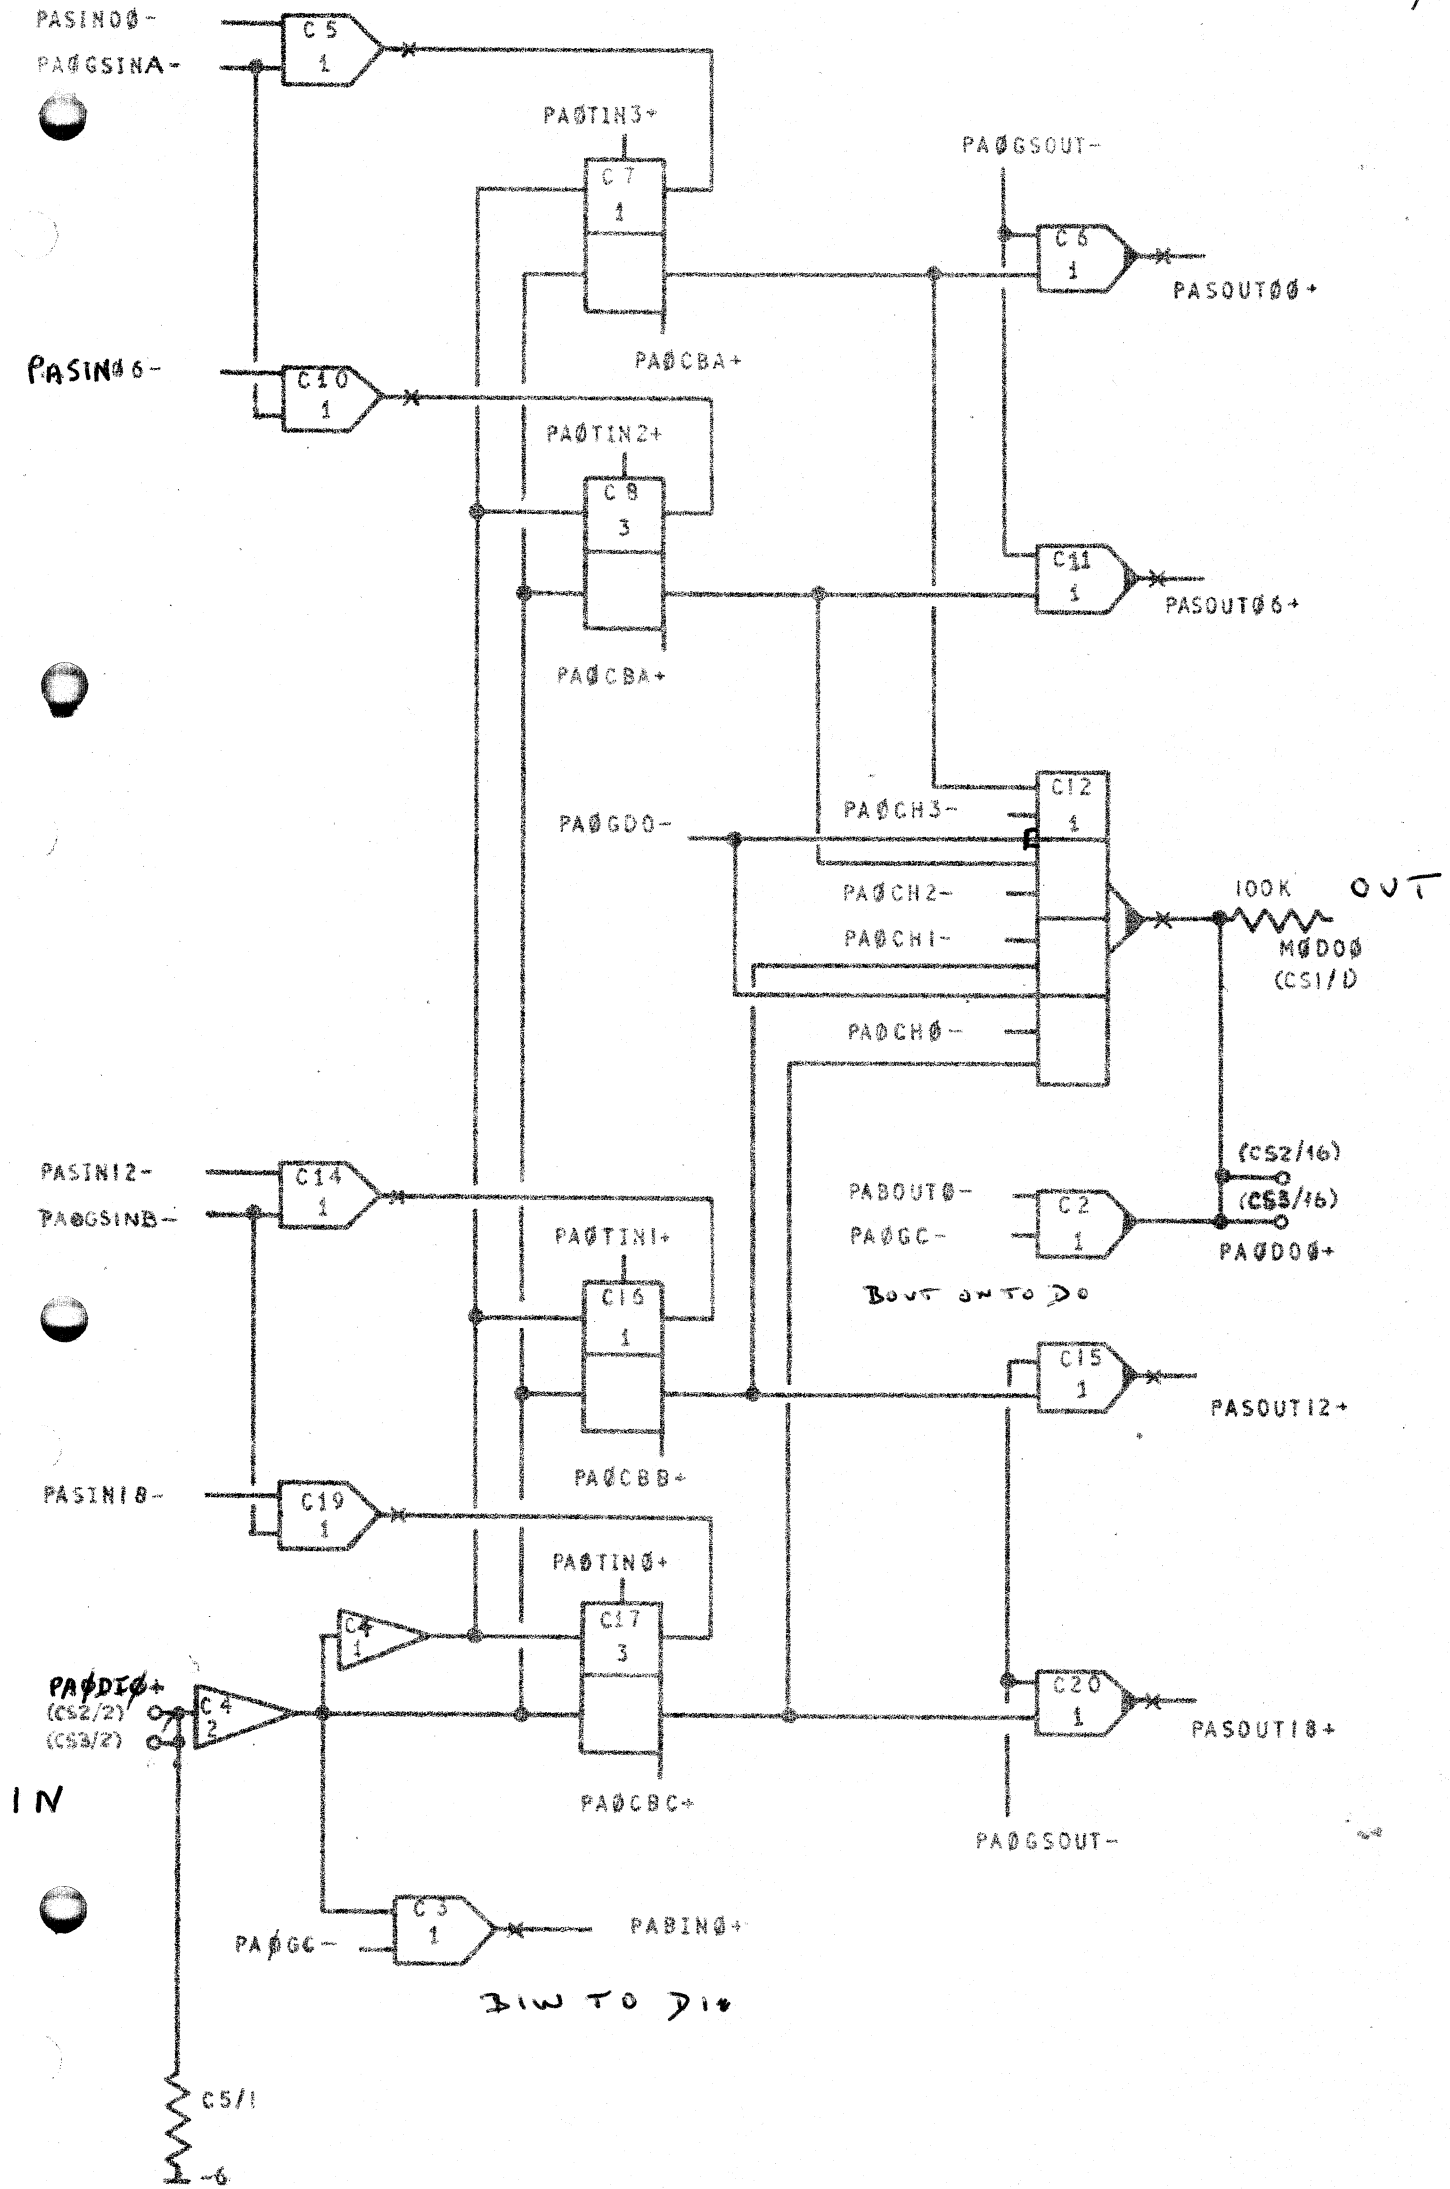 PASIN00-
C5
1
PAØGSINA-
PAØTIN3+
PAØGSOUT-
C7
1
C6
1
PASOUTØØ+
PAØCBA+
PASINØ6-
C10
1
PAØTIN2+
C8
3
C11
1
PASOUTØ6+
PAØCBA+
C12
1
PAØCH3-
PAØGDO-
PAØCH2-
100K
OUT
PAØCH1-
MØDOØ
(CS1/1)
PAØCHØ-
PASIN12-
C14
1
PAØGSINB-
(CS2/16)
PABOUTØ-
C2
1
(CS3/16)
PAØGC-
PAØDOØ+
PAØTIN1+
BOUT ONTO DO
C16
1
C15
1
PASOUT12+
PAØCBB+
PASIN18-
C19
1
PAØTINØ+
C17
3
C4
1
PAØDIØ+
(CS2/2)
(CS3/2)
C4
2
C20
1
PASOUT18+
IN
PAØCBC+
PAØGSOUT-
C3
1
PABINØ+
PAØGC-
BIN TO DI
C5/1
-6